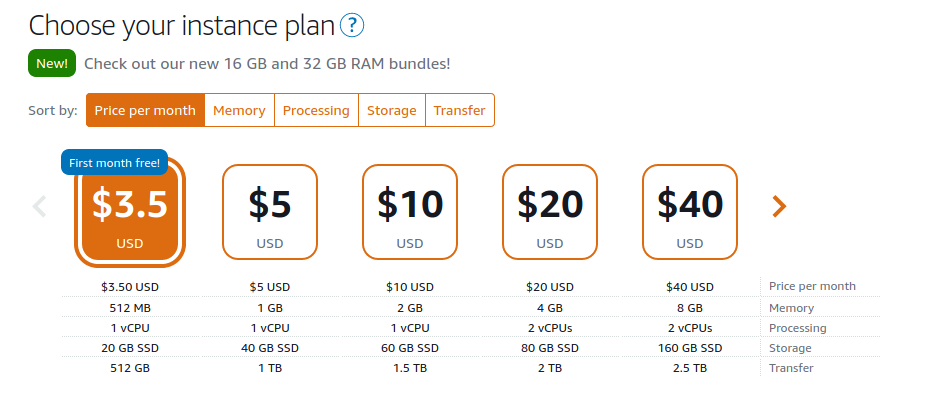 Choose your instance plan ?
New! Check out our new 16 GB and 32 GB RAM bundles!
Sort by: Price per month Memory Processing Storage Transfer
First month free!
$3.5 $5 $10 $20 $40
USD USD USD USD USD
$3.50 USD $5 USD $10 USD $20 USD $40 USD Price per month
512 MB 1 GB 2 GB 4 GB 8 GB Memory
1 vCPU 1 vCPU 1 vCPU 2 vCPUs 2 vCPUs Processing
20 GB SSD 40 GB SSD 60 GB SSD 80 GB SSD 160 GB SSD Storage
512 GB 1 TB 1.5 TB 2 TB 2.5 TB Transfer